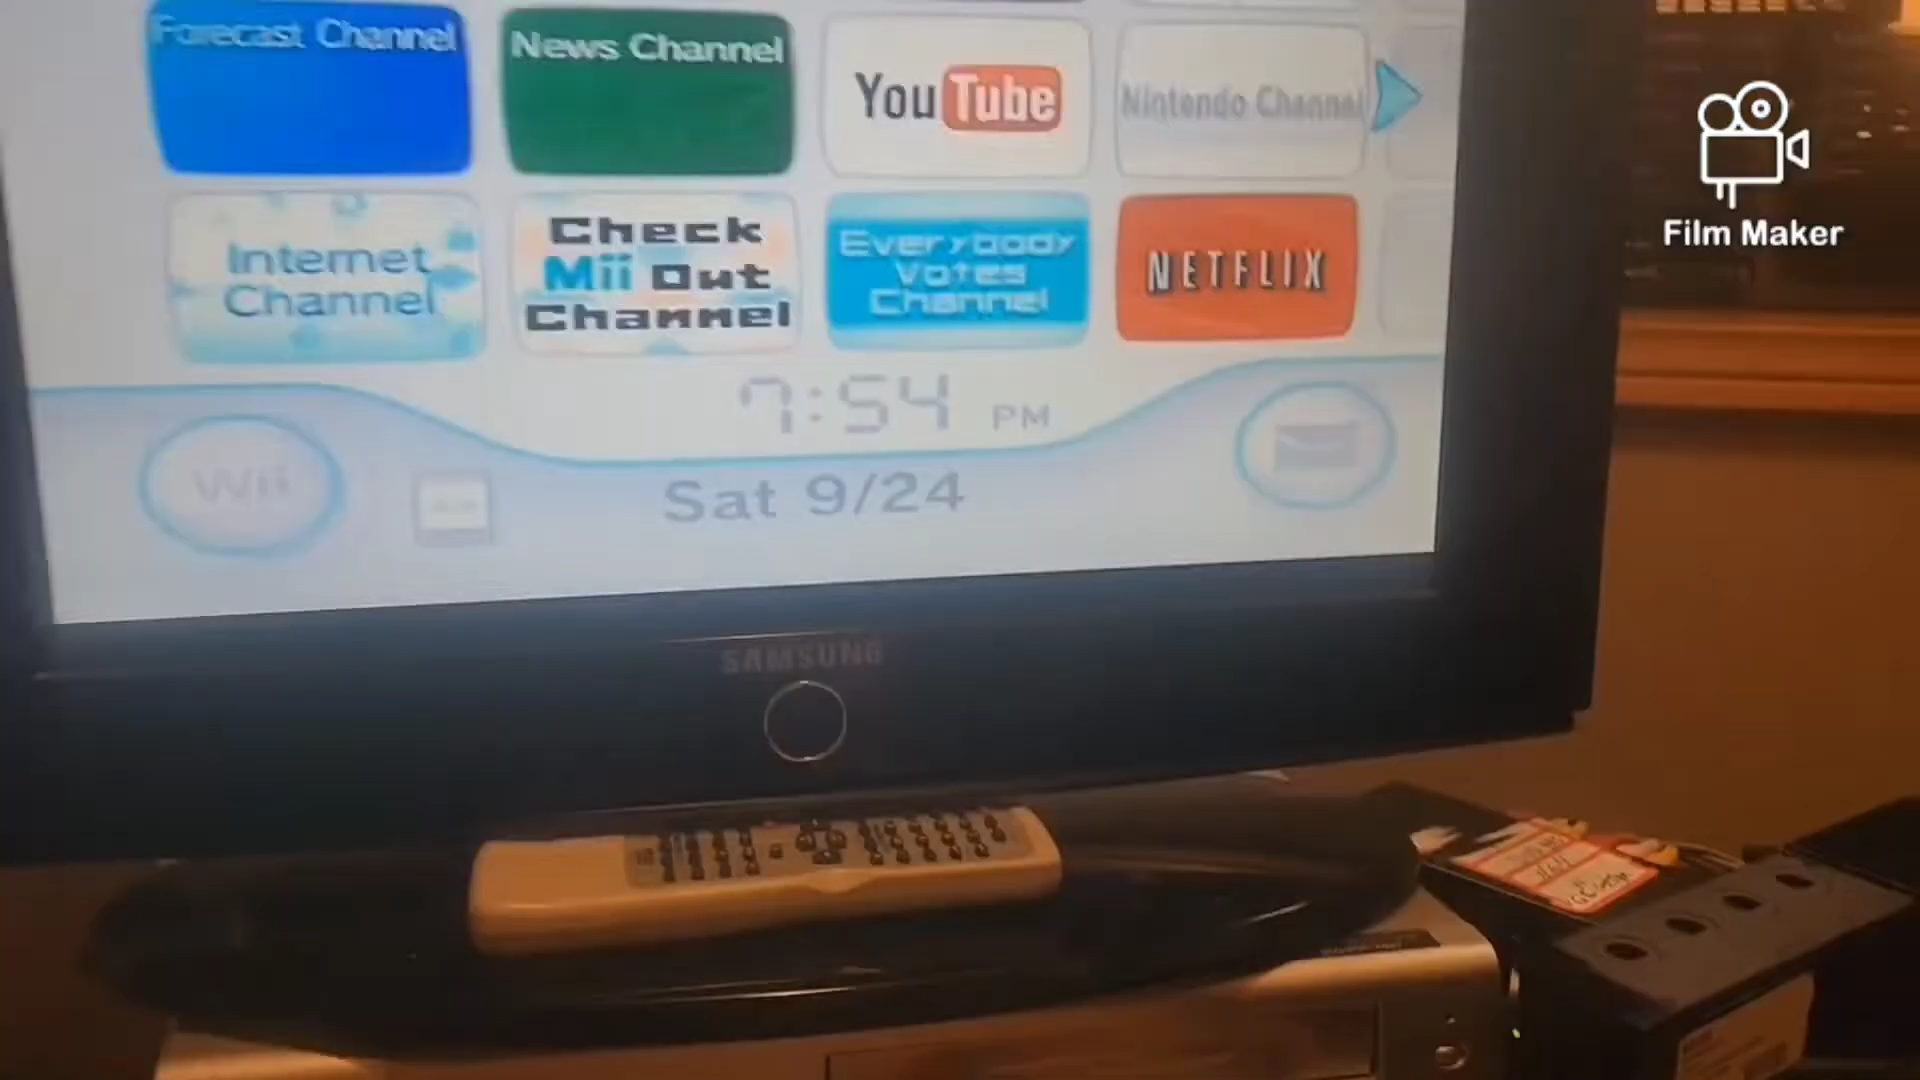 Forecast Channel
News Channel
YouTube
Nintendo Channel
Internet
Channel
Check
Mii Out
Channel
Everybody
Votes
Channel
NETFLIX
7:54 PM
Wii
Sat 9/24
SAMSUNG
Film Maker